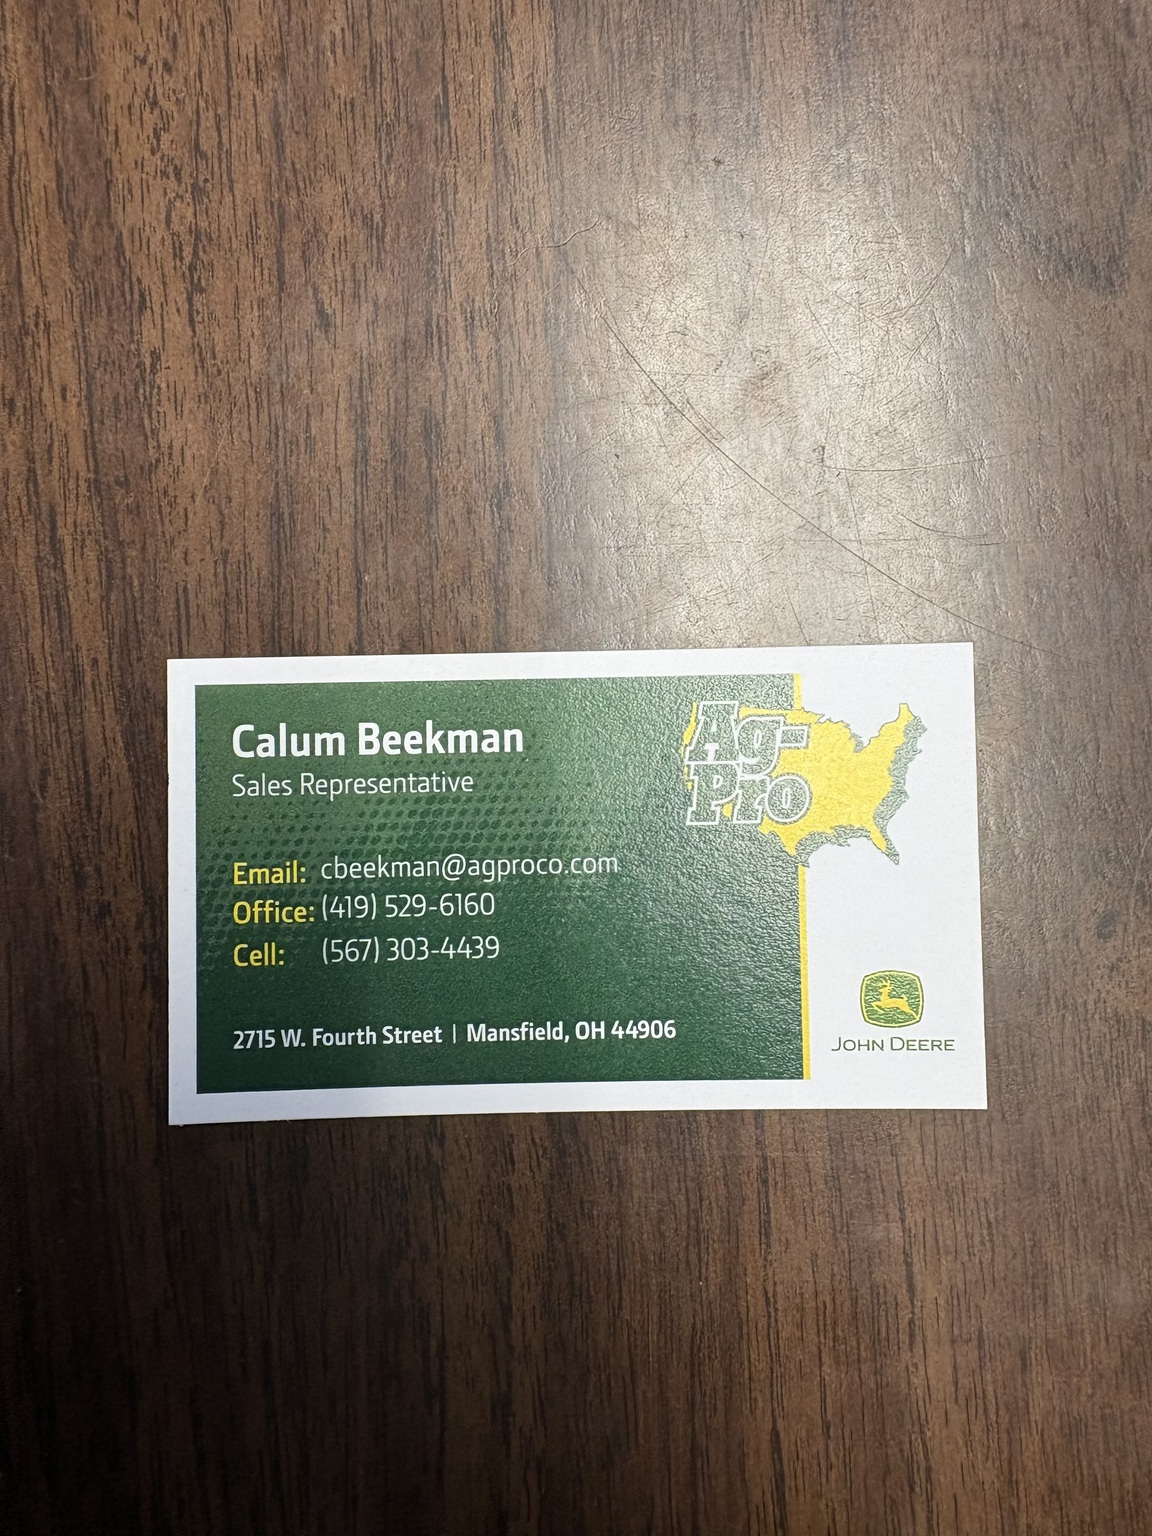 Calum Beekman
Sales Representative
Email: cbeekman@agproco.com
Office: (419) 529-6160
Cell: (567) 303-4439
2715 W. Fourth Street | Mansfield, OH 44906
Ag-
Pro
JOHN DEERE